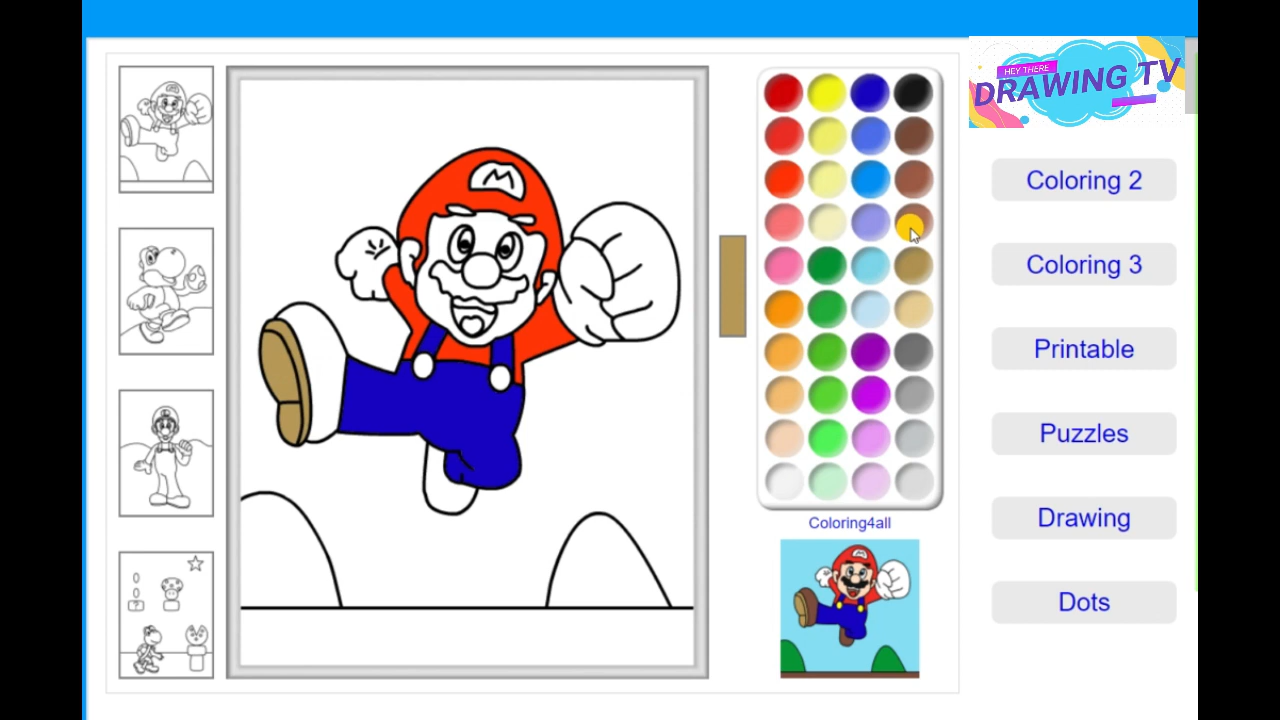 HEY THERE
DRAWING TV
Coloring 2
Coloring 3
Printable
Puzzles
Drawing
Dots
M
?
Coloring4all